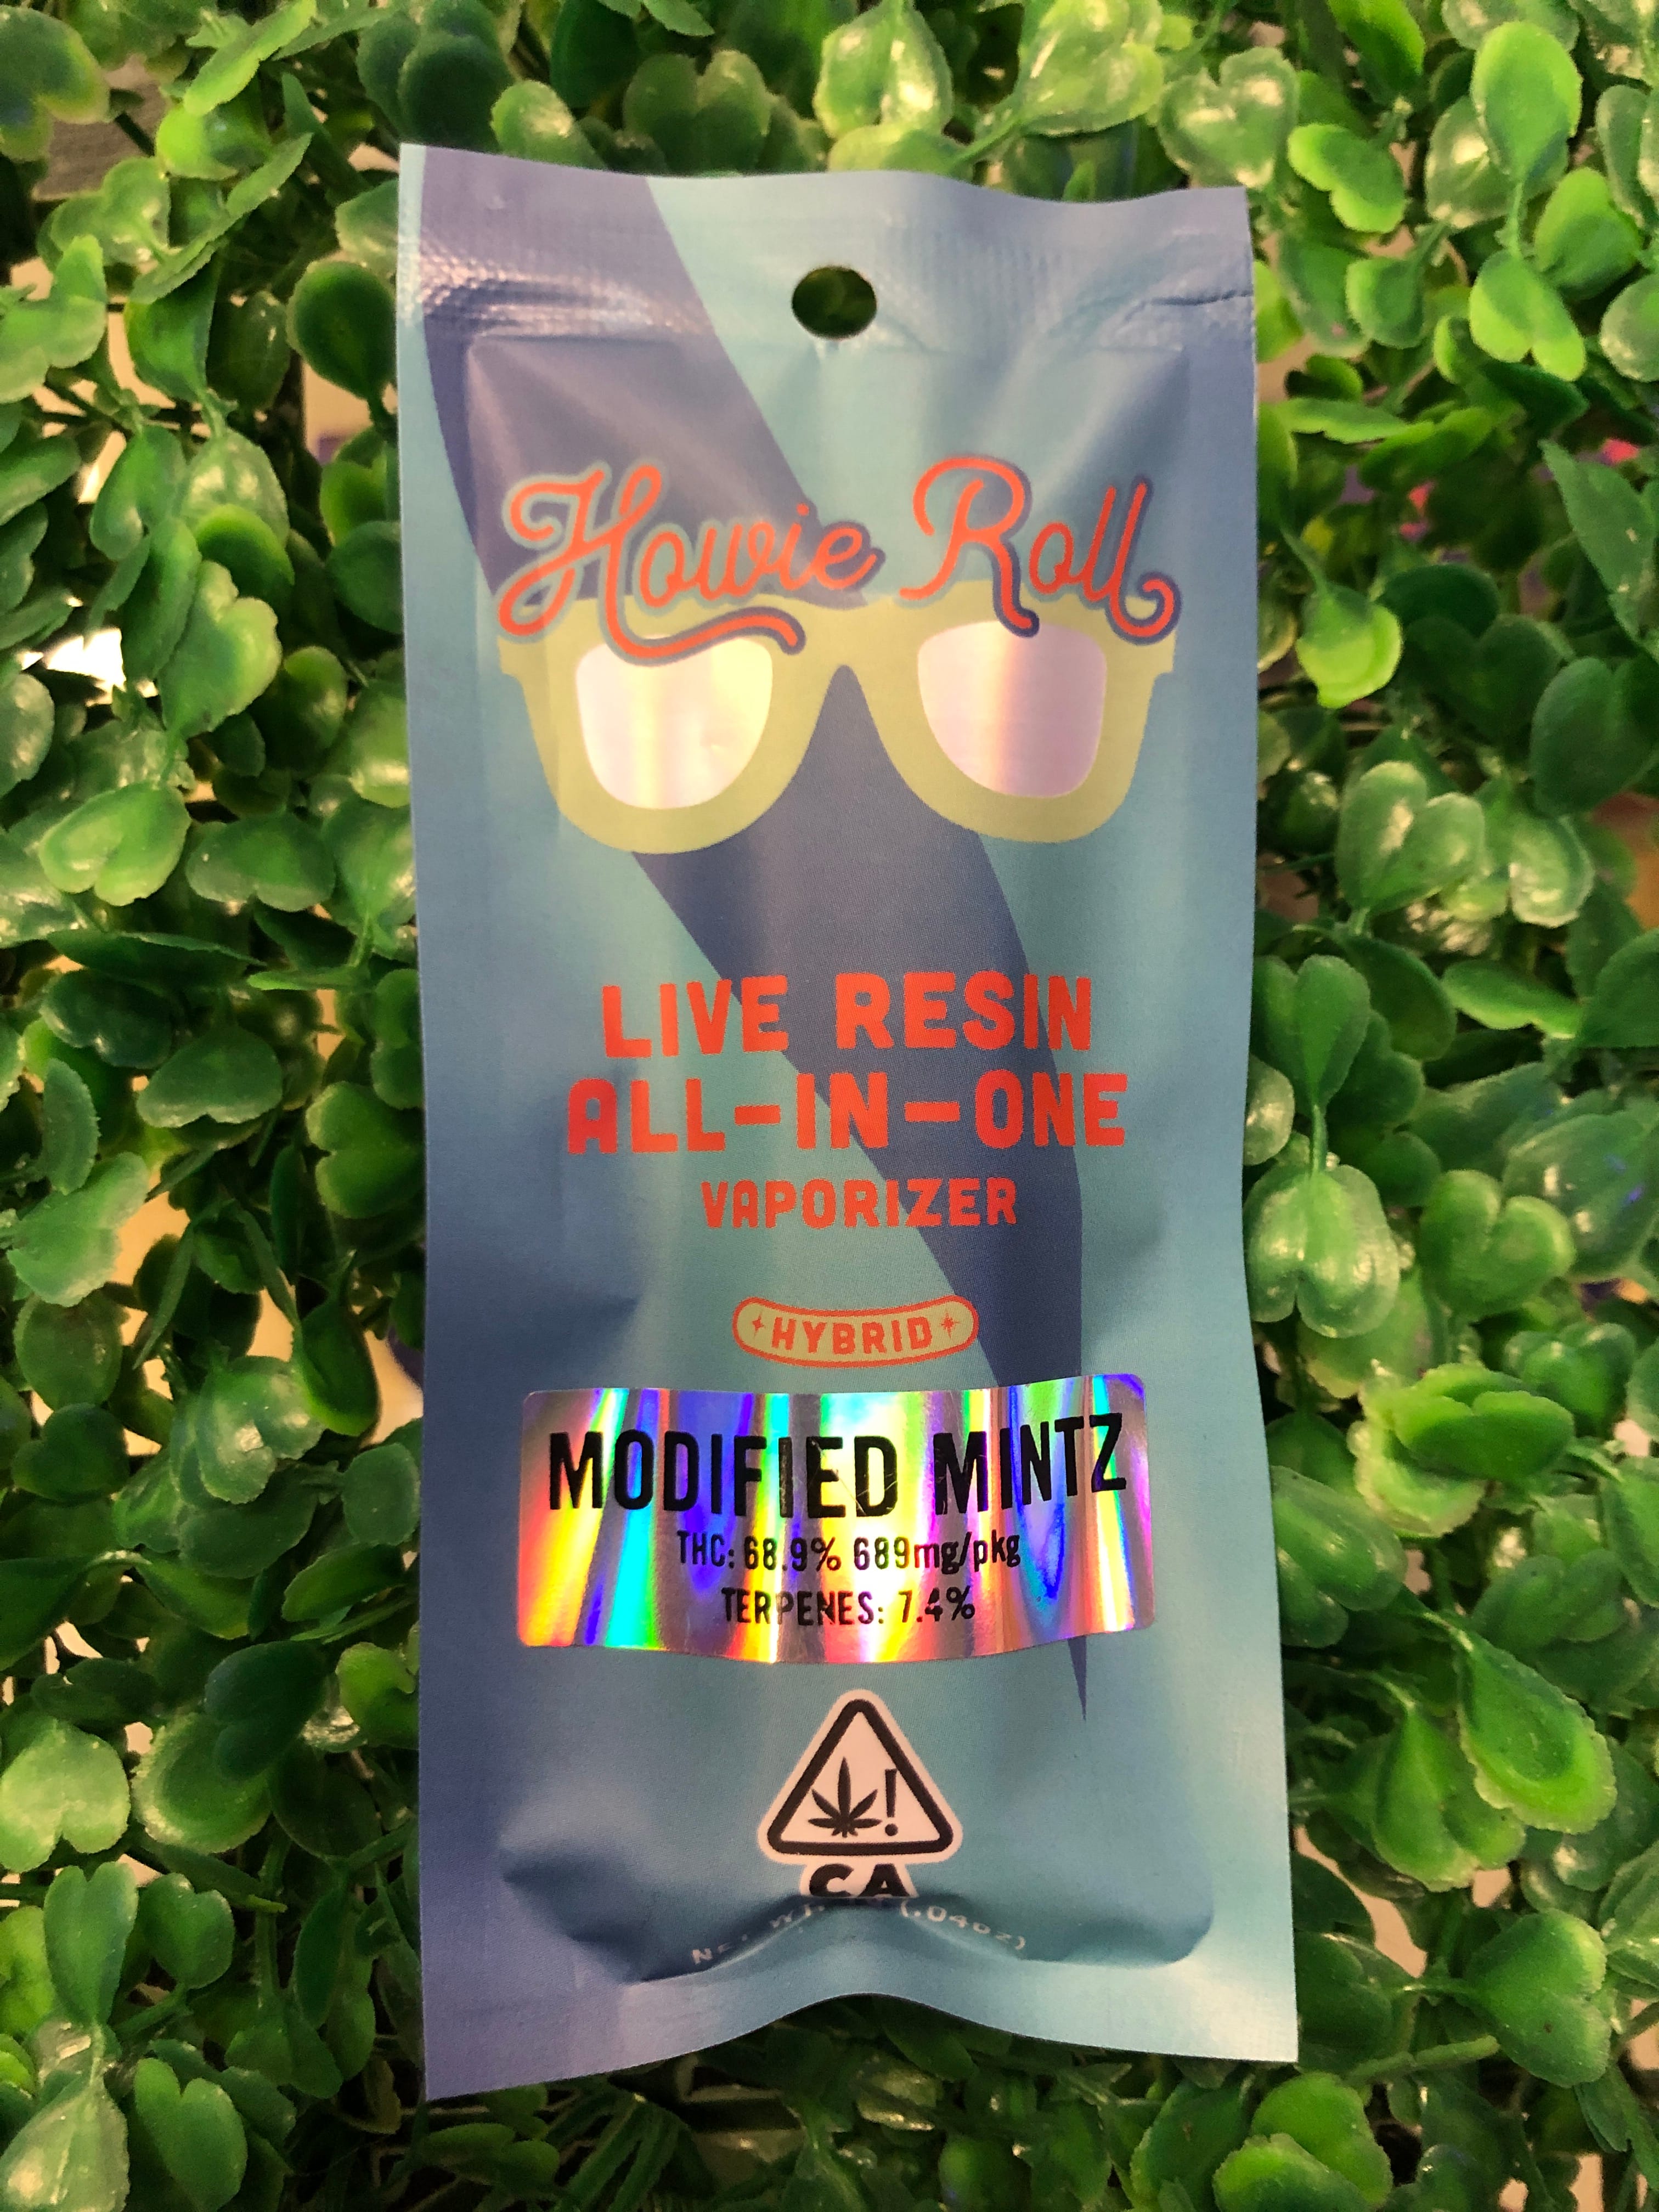 Howie Roll
LIVE RESIN
ALL-IN-ONE
VAPORIZER
HYBRID
MODIFIED MINTZ
THC: 68.9% 689mg/pkg
TERPENES: 7.4%
!
CA
(.04oz)